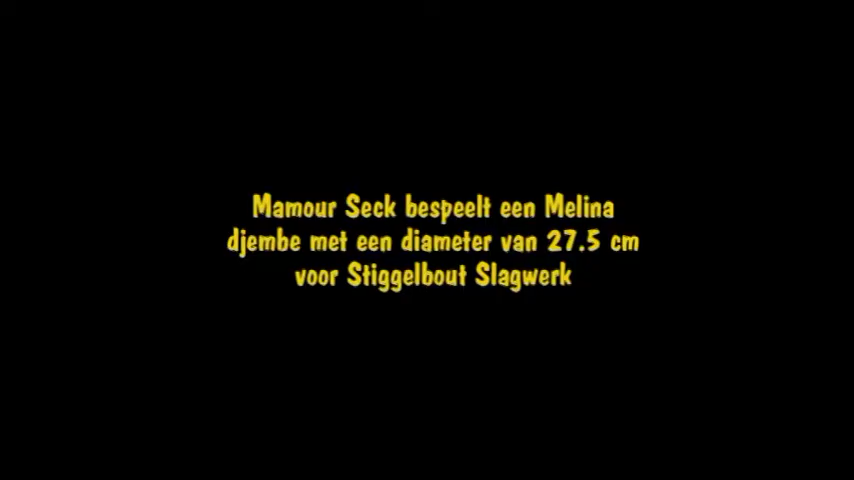 Mamour Seck bespeelt een Melina
djembe met een diameter van 27.5 cm
voor Stiggelbout Slagwerk